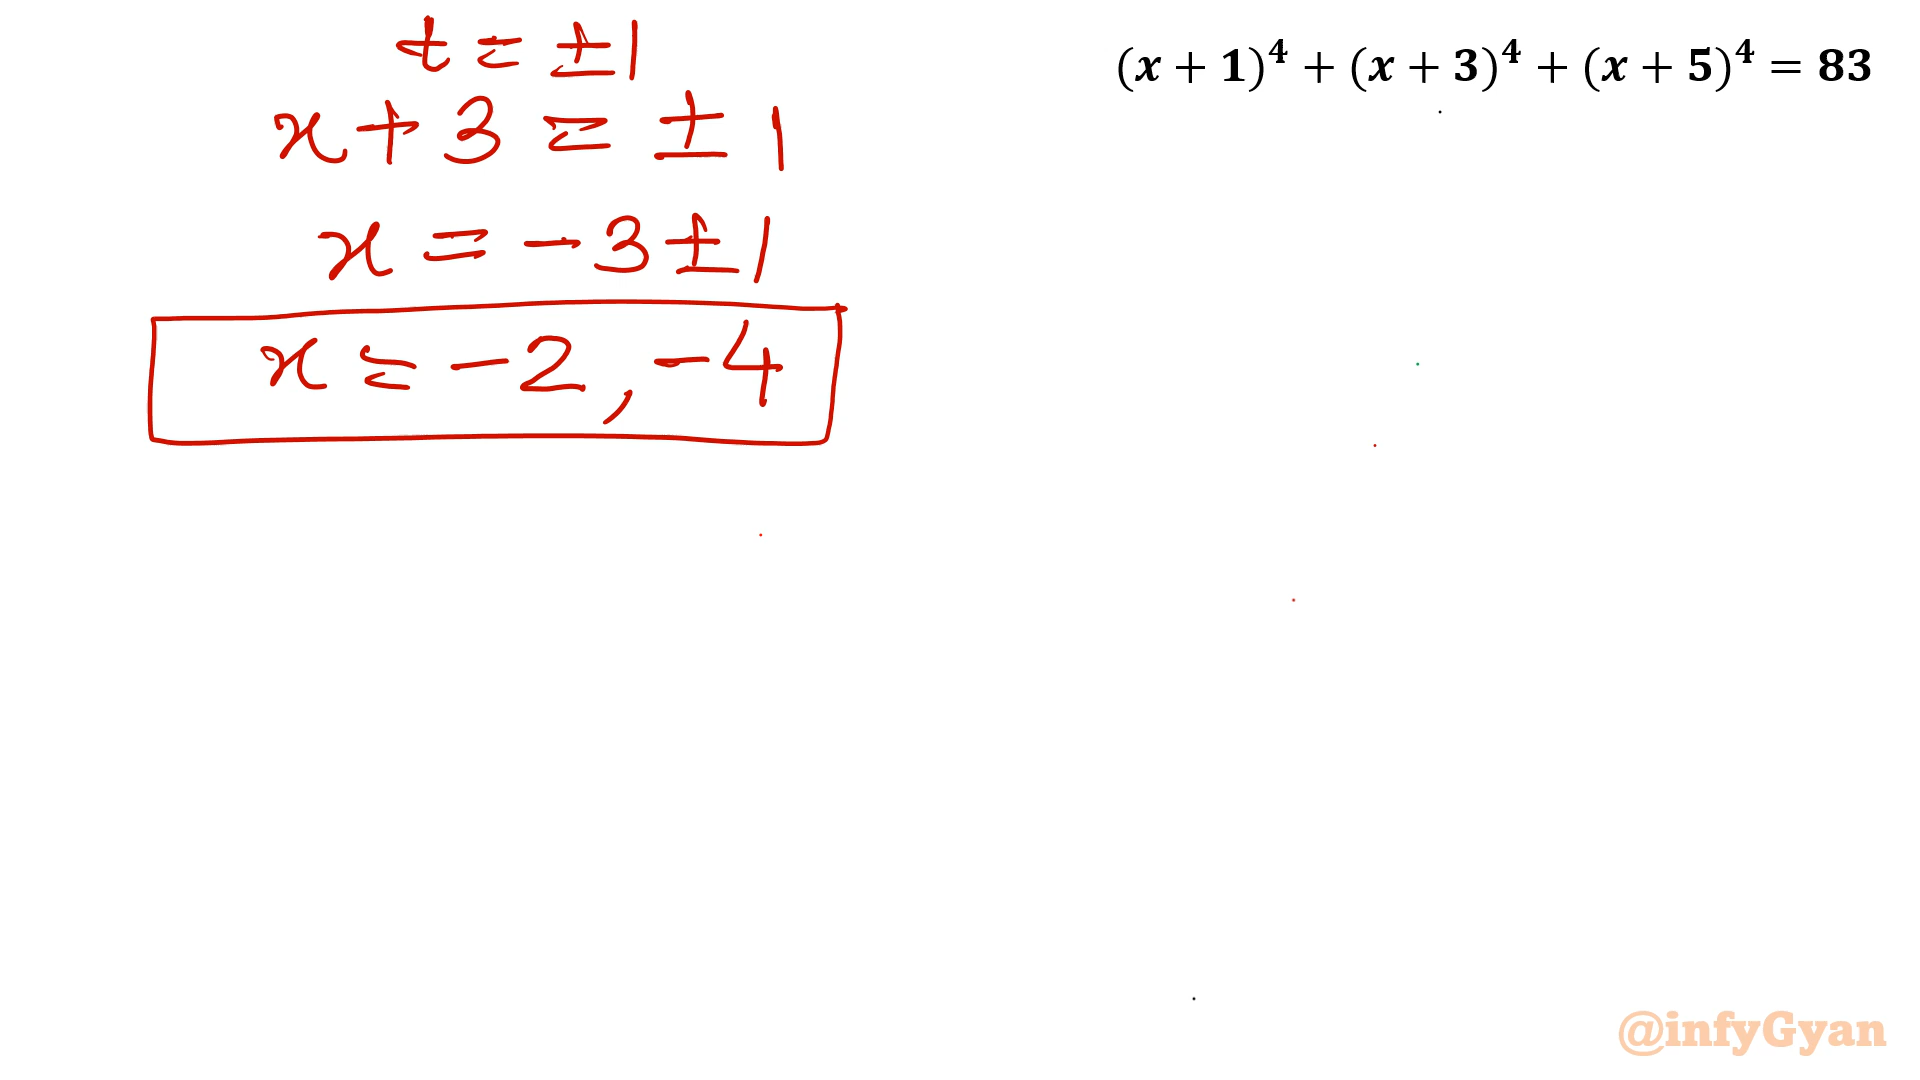 t = ±1
x + 3 = ± 1
x = -3 ± 1
x = -2, -4
(x + 1)⁴ + (x + 3)⁴ + (x + 5)⁴ = 83
@infyGyan